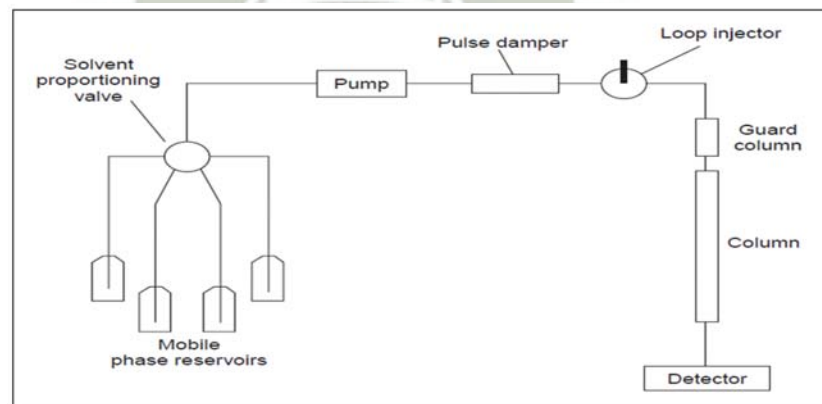 Solvent
proportioning
valve
Pump
Pulse damper
Loop injector
Guard
column
Column
Mobile
phase reservoirs
Detector